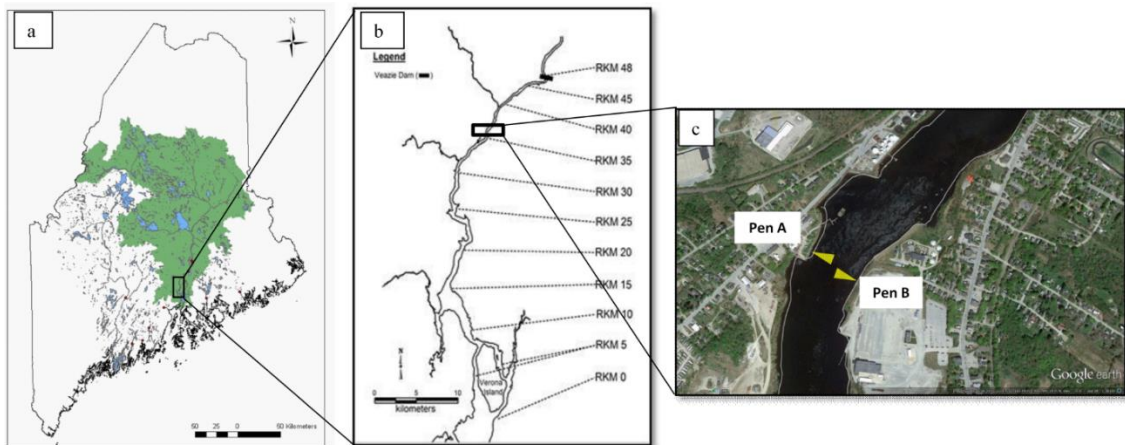 a
N
50 25 0 50 Kilometers
b
Legend
Veazie Dam
RKM 48
RKM 45
RKM 40
RKM 35
RKM 30
RKM 25
RKM 20
RKM 15
RKM 10
RKM 5
RKM 0
Verona
Island
N
0 5 10
kilometers
c
Pen A
Pen B
Google earth